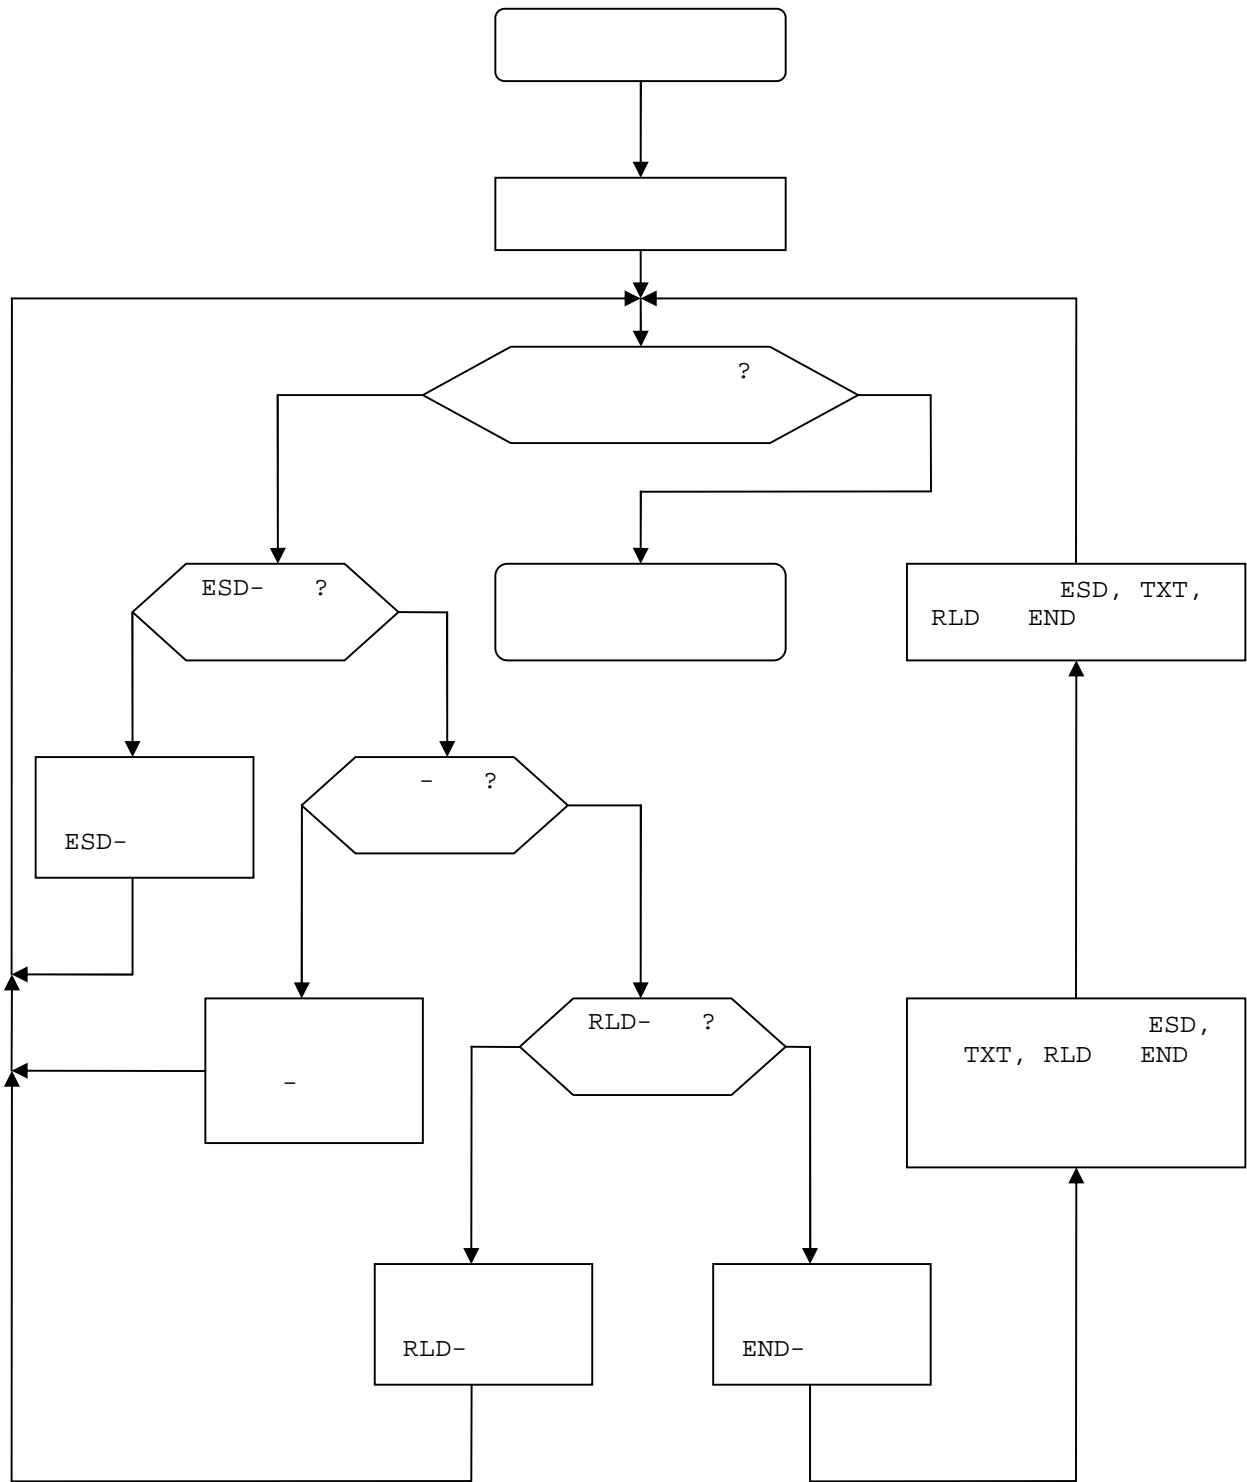 ?
ESD-   ?
ESD, TXT,
RLD   END
-   ?
ESD-
RLD-   ?
ESD,
TXT, RLD   END
-
RLD-
END-